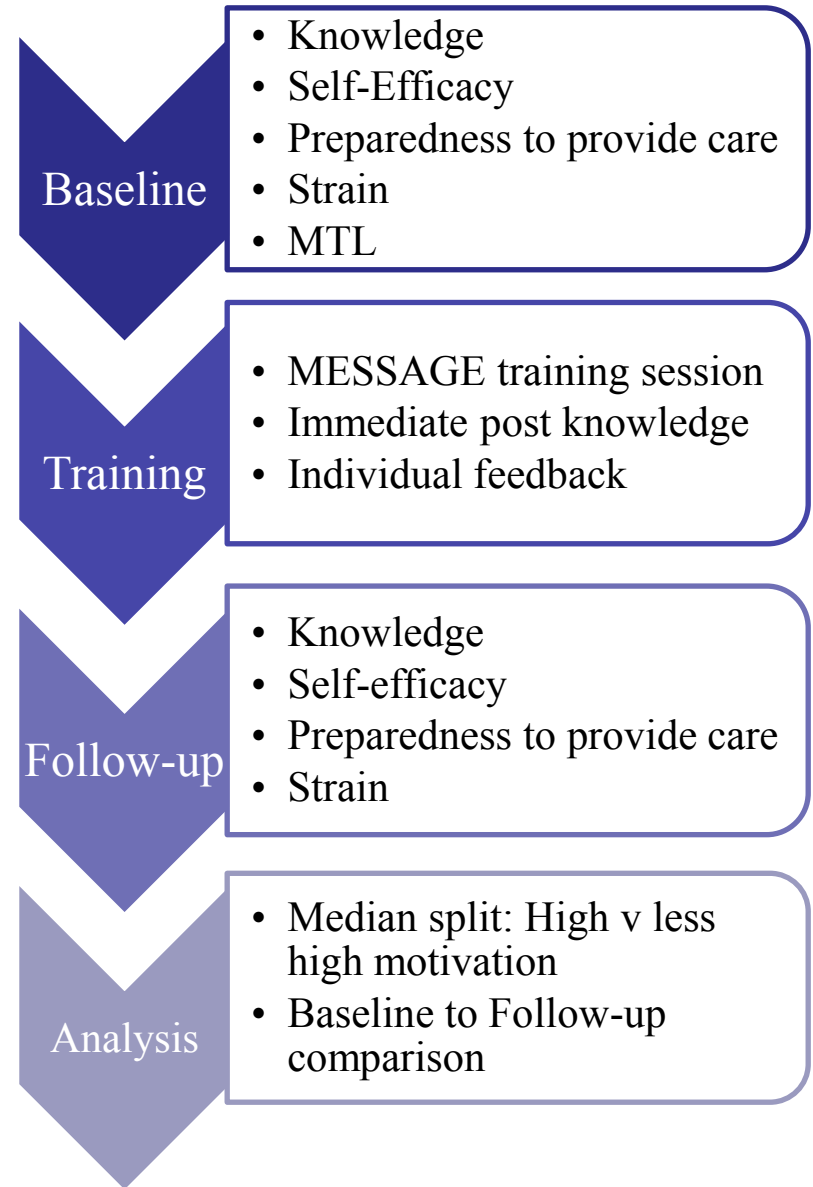 Baseline
• Knowledge
• Self-Efficacy
• Preparedness to provide care
• Strain
• MTL
Training
• MESSAGE training session
• Immediate post knowledge
• Individual feedback
Follow-up
• Knowledge
• Self-efficacy
• Preparedness to provide care
• Strain
Analysis
• Median split: High v less
high motivation
• Baseline to Follow-up
comparison